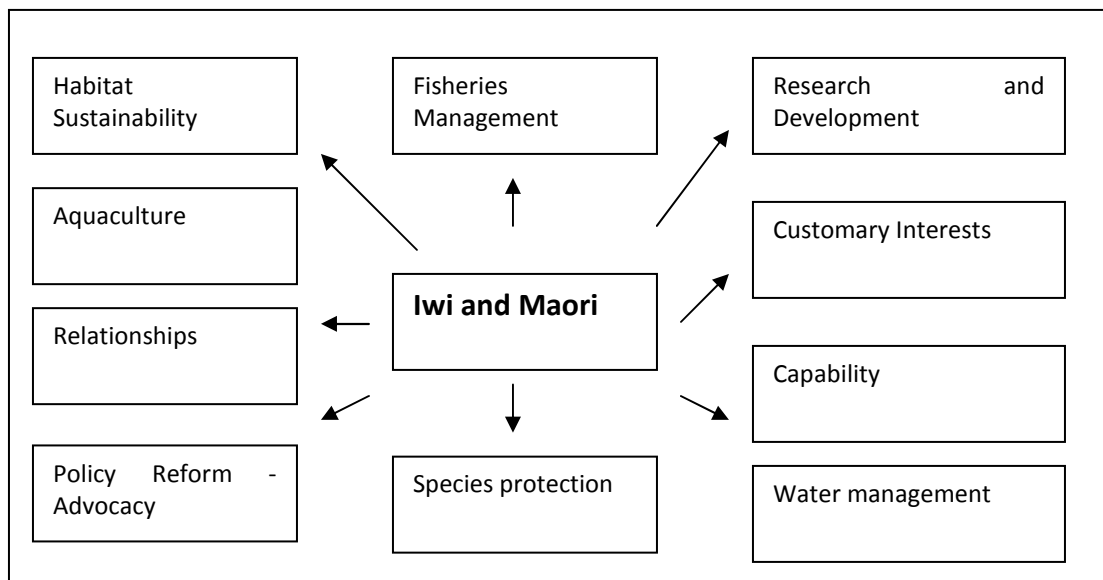 Habitat
Sustainability
Fisheries
Management
Research and
Development
Aquaculture
Customary Interests
Iwi and Maori
Relationships
Capability
Policy Reform -
Advocacy
Species protection
Water management